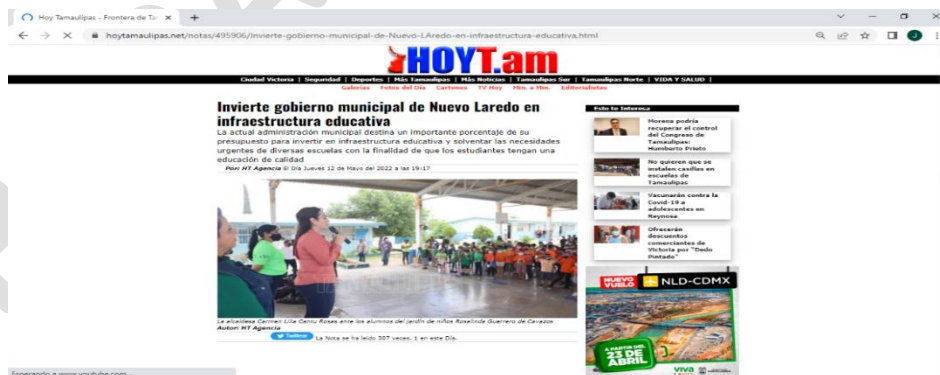 Hoy Tamaulipas - Frontera de Ta
hoytamaulipas.net/notas/495906/Invierte-gobierno-municipal-de-Nuevo-LAredo-en-infraestructura-educativa.html
HOYT.am
Ciudad Victoria | Seguridad | Deportes | Más Tamaulipas | Más Noticias | Tamaulipas Sur | Tamaulipas Norte | VIDA Y SALUD |
Galerías Fotos del Día Cartones TV Hoy Min. a Min. Editorialistas
Invierte gobierno municipal de Nuevo Laredo en
infraestructura educativa
La actual administración municipal destina un importante porcentaje de su
presupuesto para invertir en infraestructura educativa y solventar las necesidades
urgentes de diversas escuelas con la finalidad de que los estudiantes tengan una
educación de calidad
Por: HT Agencia El Día Jueves 12 de Mayo del 2022 a las 19:17
La alcaldesa Carmen Lilia Cantu Rosas ante los alumnos del jardín de niños Rosalinda Guerrero de Cavazos
Autor: HT Agencia
Twittear La Nota se ha leído 307 veces. 1 en este Día.
Esto te Interesa
Morena podría
recuperar el control
del Congreso de
Tamaulipas:
Humberto Prieto
No quieren que se
instalen casillas en
escuelas de
Tamaulipas
Vacunarán contra la
Covid-19 a
adolescentes en
Reynosa
Ofrecerán
descuentos
comerciantes de
Victoria por "Dedo
Pintado"
NUEVO
VUELO
NLD-CDMX
A PARTIR DEL
23 DE
ABRIL
VIVA
Esperando a www.youtube.com...